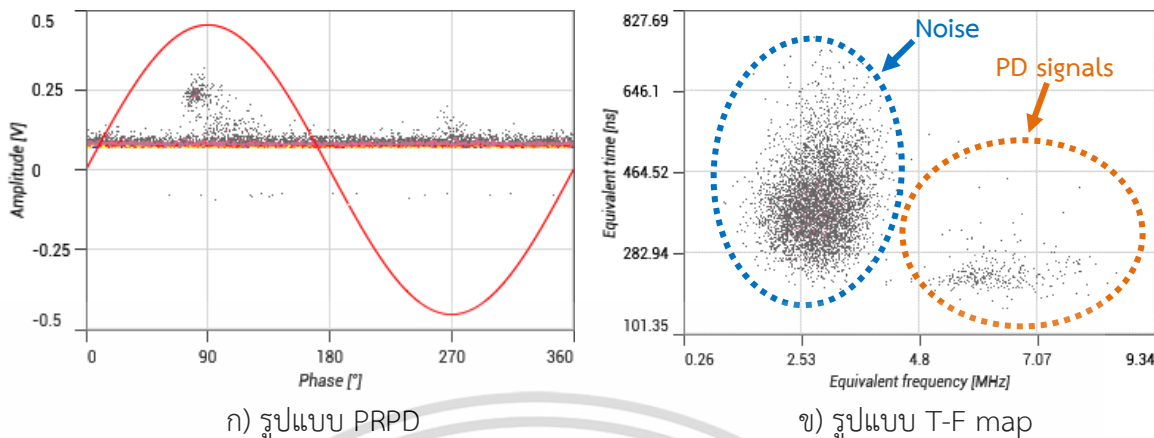 0.5
0.25
0
-0.25
-0.5
Amplitude [V]
0
90
180
270
360
Phase [°]
ก) รูปแบบ PRPD
827.69
646.1
464.52
282.94
101.35
Equivalent time [ns]
Noise
PD signals
0.26
2.53
4.8
7.07
9.34
Equivalent frequency [MHz]
ข) รูปแบบ T-F map